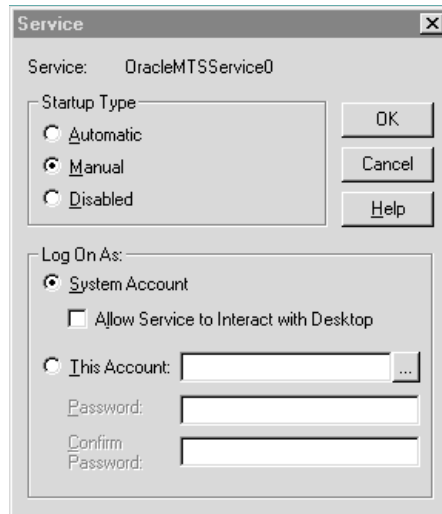 Service
Service: OracleMTSService0
Startup Type
Automatic
Manual
Disabled
OK
Cancel
Help
Log On As:
System Account
Allow Service to Interact with Desktop
This Account:
...
Password:
Confirm
Password: